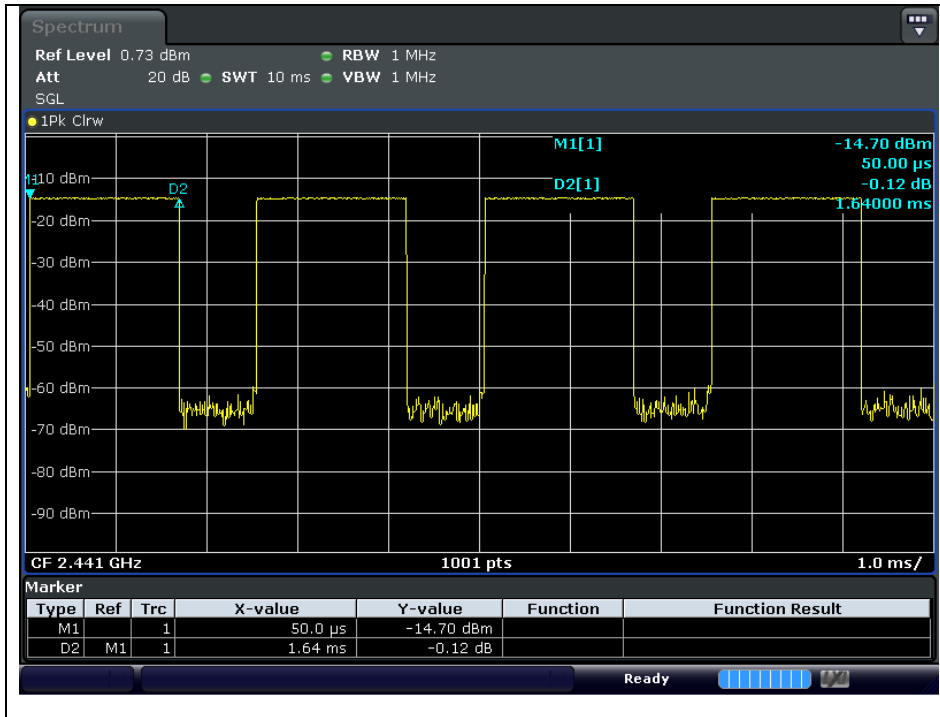 Spectrum
Ref Level 0.73 dBm RBW 1 MHz
Att 20 dB SWT 10 ms VBW 1 MHz
SGL
1Pk Clrw
M1[1] -14.70 dBm
50.00 µs
D2[1] -0.12 dB
1.64000 ms
M1
D2
-10 dBm
-20 dBm
-30 dBm
-40 dBm
-50 dBm
-60 dBm
-70 dBm
-80 dBm
-90 dBm
CF 2.441 GHz 1001 pts 1.0 ms/
Marker
Type Ref Trc X-value Y-value Function Function Result
M1 1 50.0 µs -14.70 dBm
D2 M1 1 1.64 ms -0.12 dB
Ready